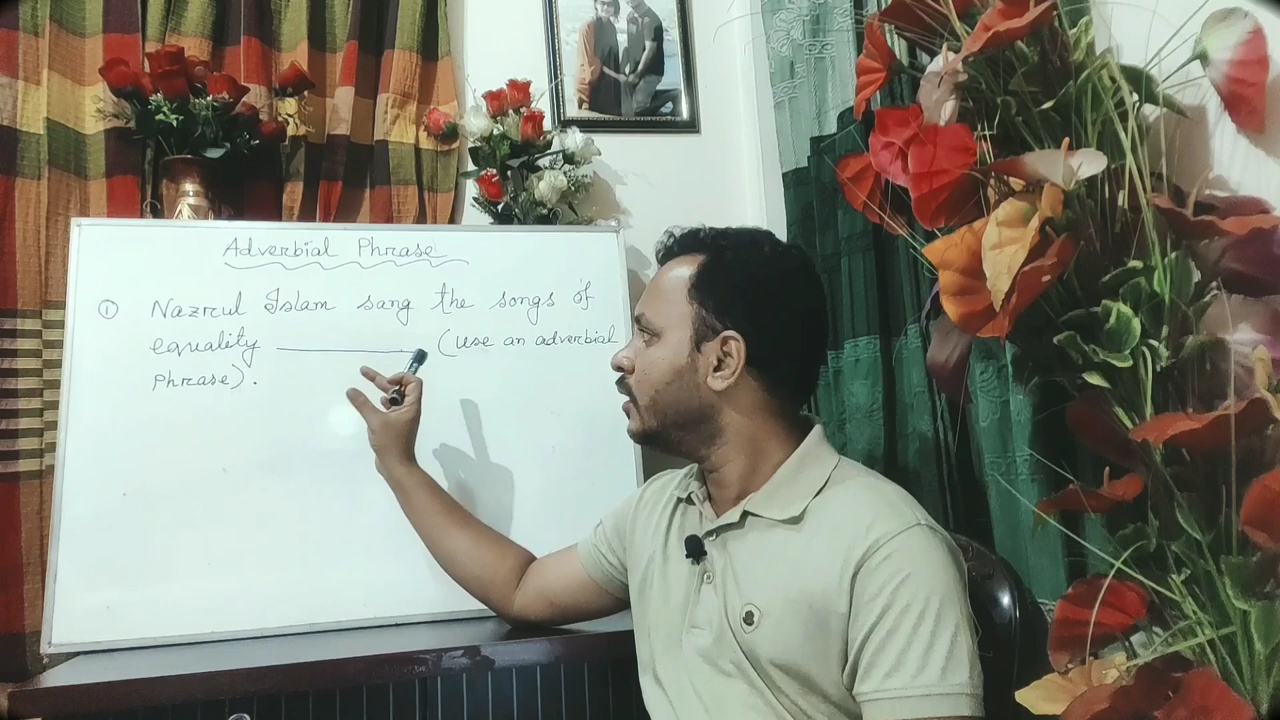 Adverbial Phrase
① Nazrul Islam sang the songs of
equality __________ (use an adverbial
phrase).